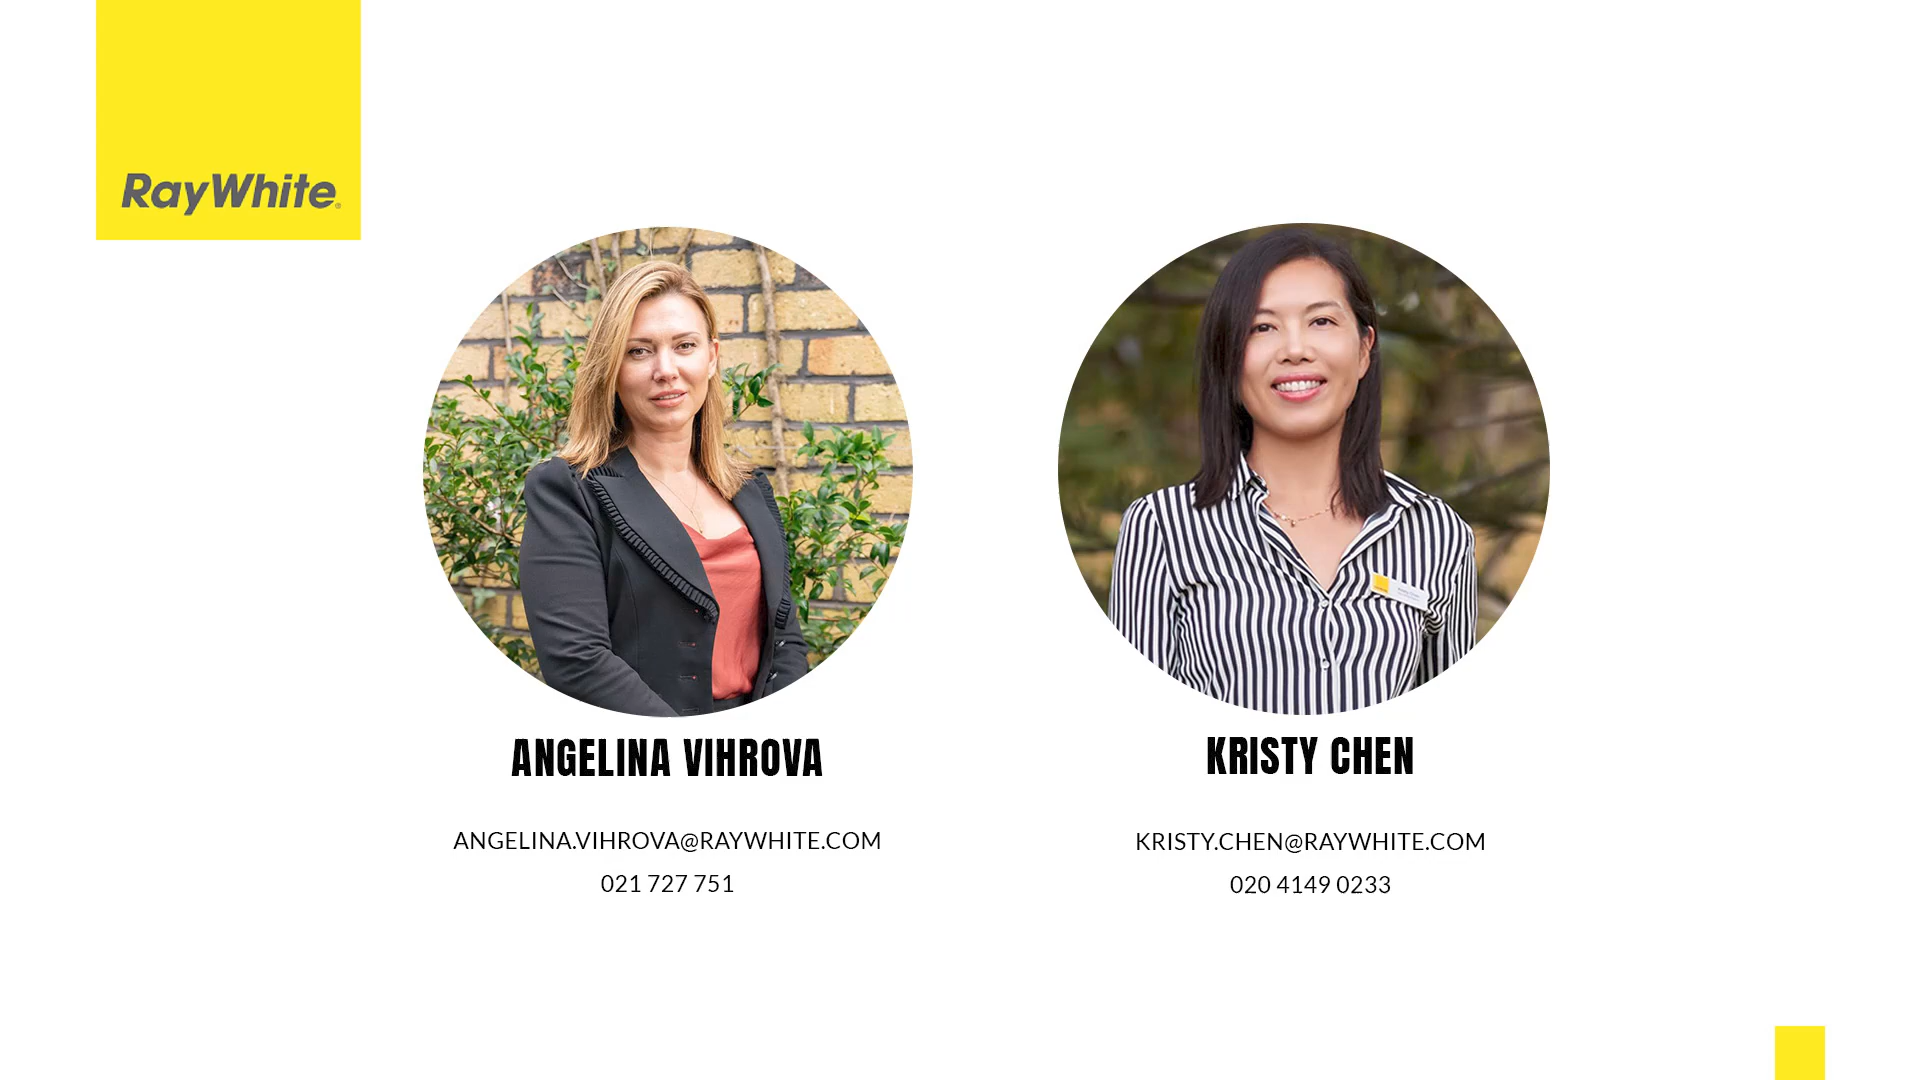 RayWhite
ANGELINA VIHROVA
ANGELINA.VIHROVA@RAYWHITE.COM
021 727 751
KRISTY CHEN
KRISTY.CHEN@RAYWHITE.COM
020 4149 0233